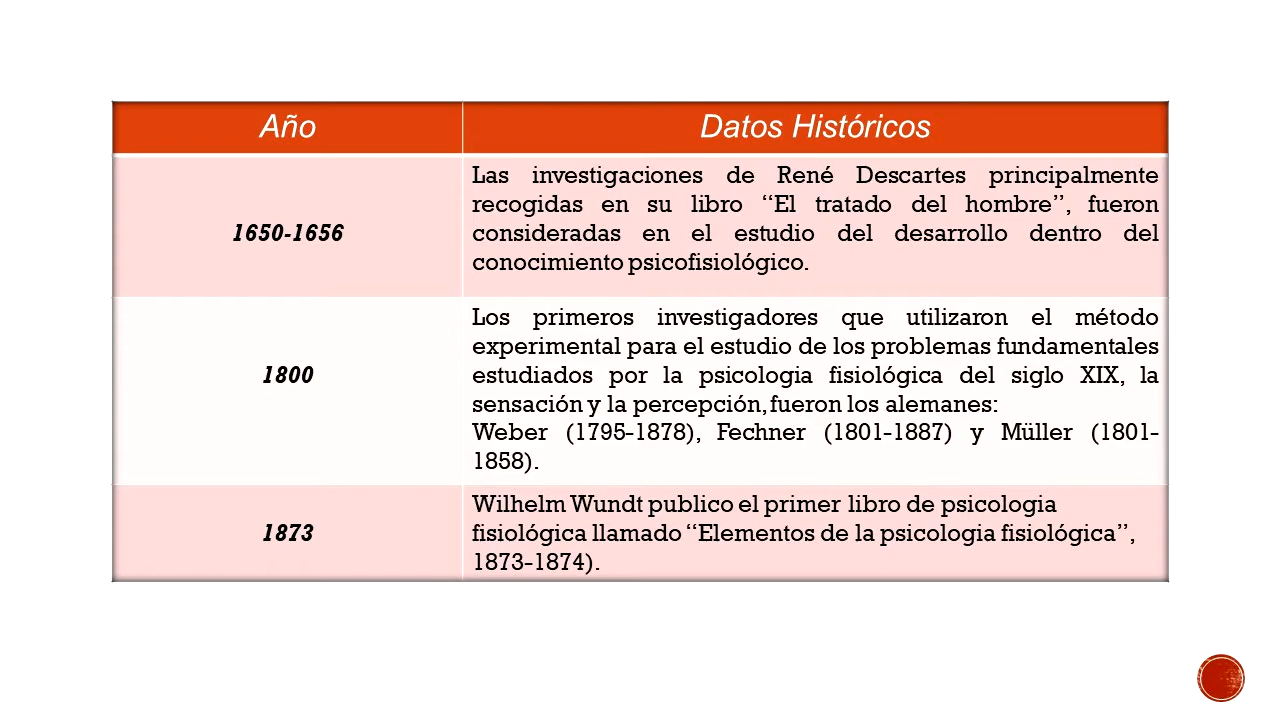 Año
Datos Históricos
1650-1656
Las investigaciones de René Descartes principalmente
recogidas en su libro “El tratado del hombre”, fueron
consideradas en el estudio del desarrollo dentro del
conocimiento psicofisiológico.
1800
Los primeros investigadores que utilizaron el método
experimental para el estudio de los problemas fundamentales
estudiados por la psicologia fisiológica del siglo XIX, la
sensación y la percepción, fueron los alemanes:
Weber (1795-1878), Fechner (1801-1887) y Müller (1801-
1858).
1873
Wilhelm Wundt publico el primer libro de psicologia
fisiológica llamado “Elementos de la psicologia fisiológica”,
1873-1874).